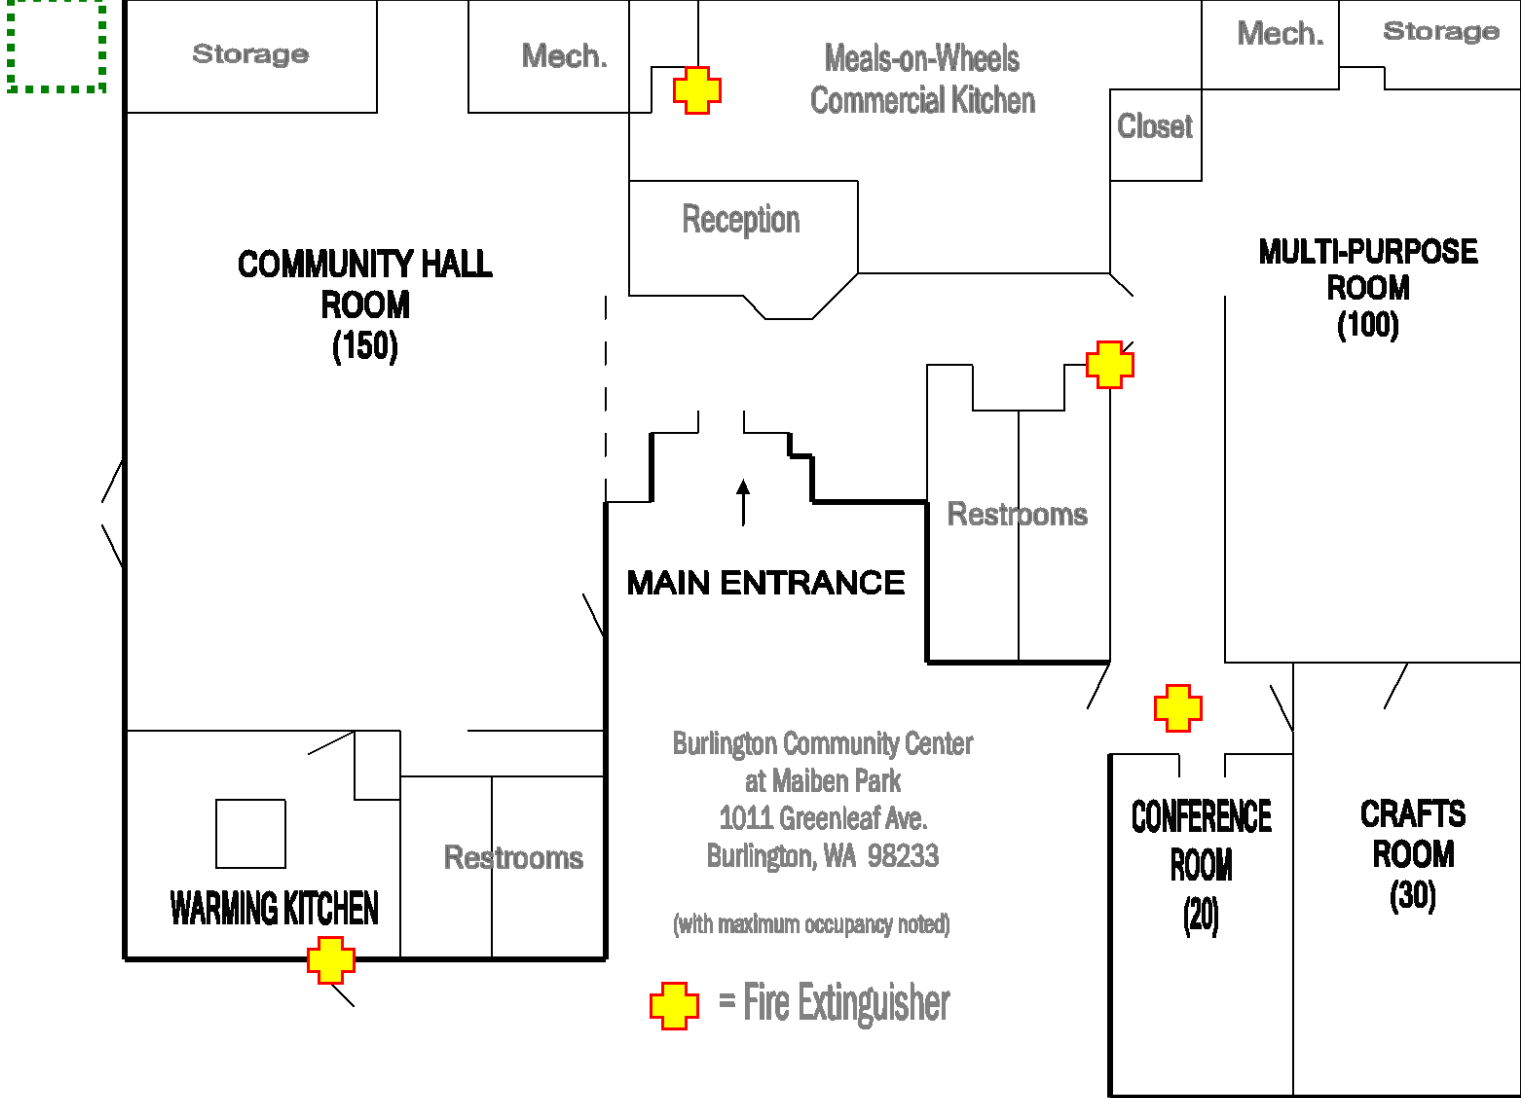 Storage
Mech.
Meals-on-Wheels
Commercial Kitchen
Mech.
Storage
Closet
Reception
COMMUNITY HALL
ROOM
(150)
MULTI-PURPOSE
ROOM
(100)
Restrooms
MAIN ENTRANCE
Burlington Community Center
at Maiben Park
1011 Greenleaf Ave.
Burlington, WA 98233
(with maximum occupancy noted)
= Fire Extinguisher
Restrooms
WARMING KITCHEN
CONFERENCE
ROOM
(20)
CRAFTS
ROOM
(30)